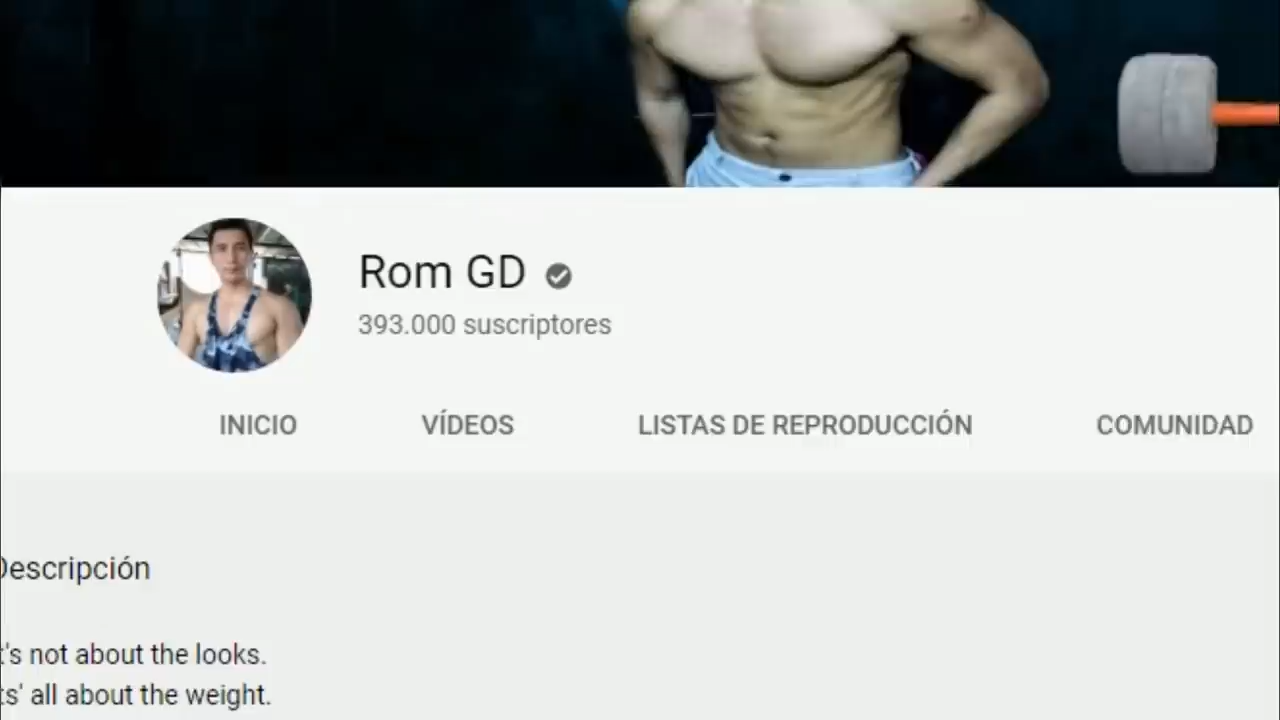 Rom GD
393.000 suscriptores
INICIO VÍDEOS LISTAS DE REPRODUCCIÓN COMUNIDAD
Descripción
t's not about the looks.
ts' all about the weight.